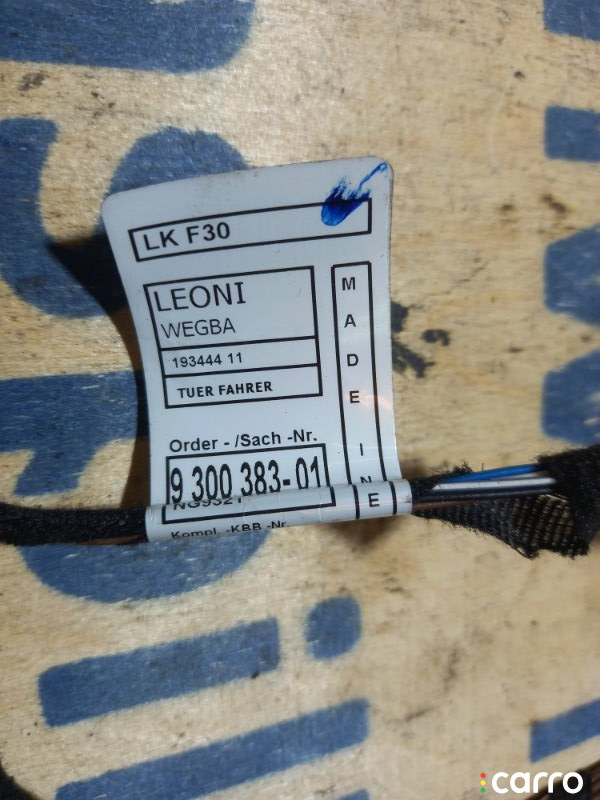 LK F30
LEONI
WEGBA
193444 11
TUER FAHRER
MADE IN
E
Order - /Sach -Nr.
9 300 383-01
Kompl. -KBB -Nr.
carro